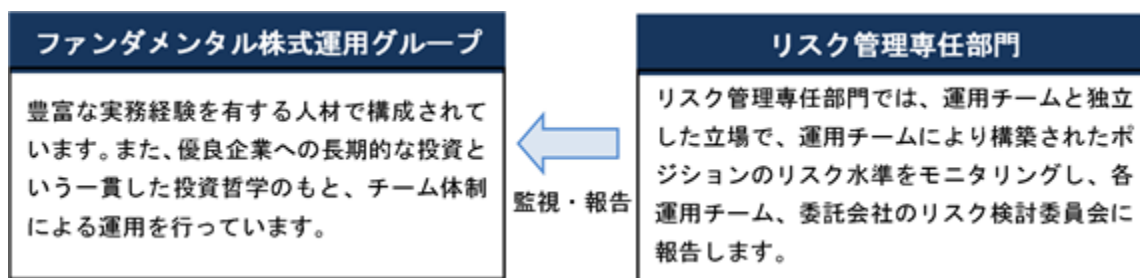 ファンダメンタル株式運用グループ
豊富な実務経験を有する人材で構成されて
います。また、優良企業への長期的な投資と
いう一貫した投資哲学のもと、チーム体制
による運用を行っています。
監視・報告
リスク管理専任部門
リスク管理専任部門では、運用チームと独立
した立場で、運用チームにより構築されたポ
ジションのリスク水準をモニタリングし、各
運用チーム、委託会社のリスク検討委員会に
報告します。